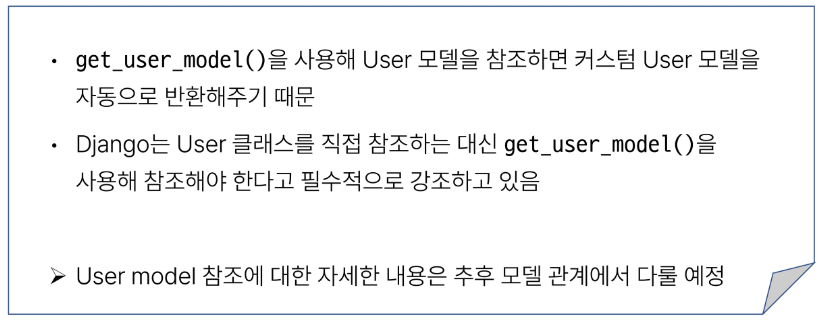 • get_user_model()을 사용해 User 모델을 참조하면 커스텀 User 모델을
자동으로 반환해주기 때문
• Django는 User 클래스를 직접 참조하는 대신 get_user_model()을
사용해 참조해야 한다고 필수적으로 강조하고 있음
➢ User model 참조에 대한 자세한 내용은 추후 모델 관계에서 다룰 예정